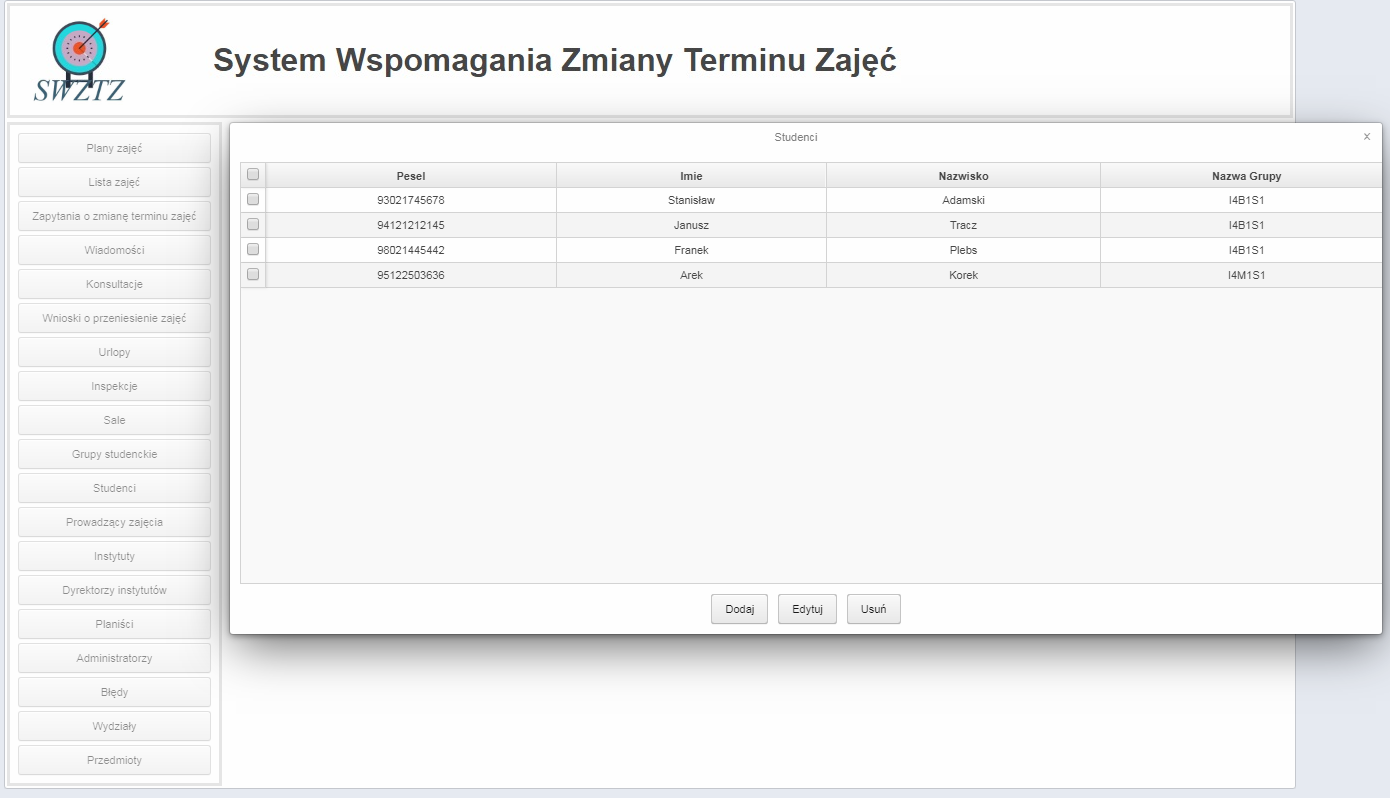 SWZTZ
System Wspomagania Zmiany Terminu Zajęć
Plany zajęć
Lista zajęć
Zapytania o zmianę terminu zajęć
Wiadomości
Konsultacje
Wnioski o przeniesienie zajęć
Urlopy
Inspekcje
Sale
Grupy studenckie
Studenci
Prowadzący zajęcia
Instytuty
Dyrektorzy instytutów
Planiści
Administratorzy
Błędy
Wydziały
Przedmioty
Studenci x
Pesel Imie Nazwisko Nazwa Grupy
93021745678 Stanisław Adamski I4B1S1
94121212145 Janusz Tracz I4B1S1
98021445442 Franek Plebs I4B1S1
95122503636 Arek Korek I4M1S1
Dodaj Edytuj Usuń